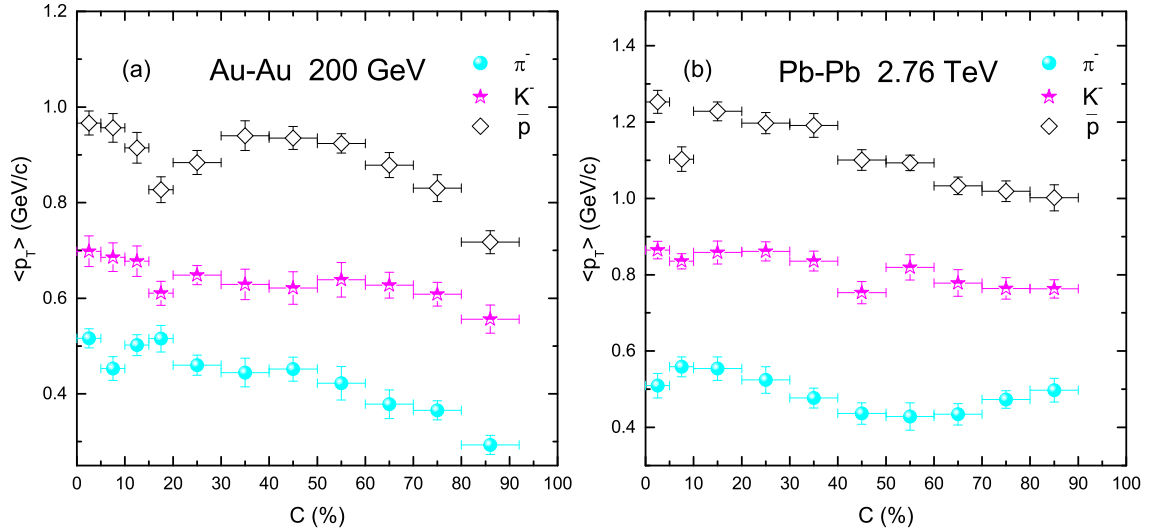 1.2
1.0
0.8
0.6
0.4
<p_T> (GeV/c)
(a)
Au-Au 200 GeV
π⁻
K⁻
p̅
0 10 20 30 40 50 60 70 80 90 100
C (%)
1.4
1.2
1.0
0.8
0.6
0.4
<p_T> (GeV/c)
(b)
Pb-Pb 2.76 TeV
π⁻
K⁻
p̅
0 10 20 30 40 50 60 70 80 90 100
C (%)